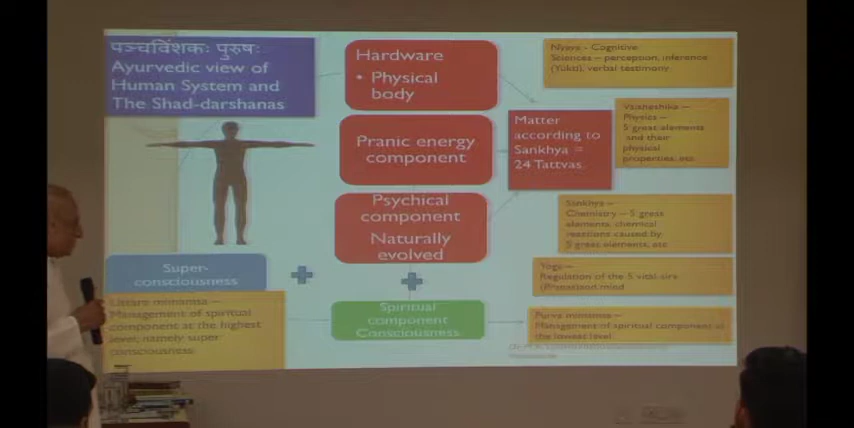 पञ्चविंशकः पुरुषः
Ayurvedic view of
Human System and
The Shad-darshanas
Hardware
• Physical
body
Pranic energy
component
Psychical
component
Naturally
evolved
Matter
according to
Sankhya =
24 Tattvas.
Nyaya - Cognitive
Sciences – perception, inference
(Yukti), verbal testimony
Vaisheshika –
Physics –
5 great elements
and their
physical
properties, etc
Sankhya –
Chemistry – 5 great
elements, chemical
reactions caused by
5 great elements, etc
Yoga –
Regulation of the 5 vital airs
mind
Purva mimansa –
Management of spiritual component at
the lowest level
Super-
consciousness
Uttara mimansa –
Management of spiritual
component at the highest
level, namely super
consciousness
Spiritual
component
Consciousness